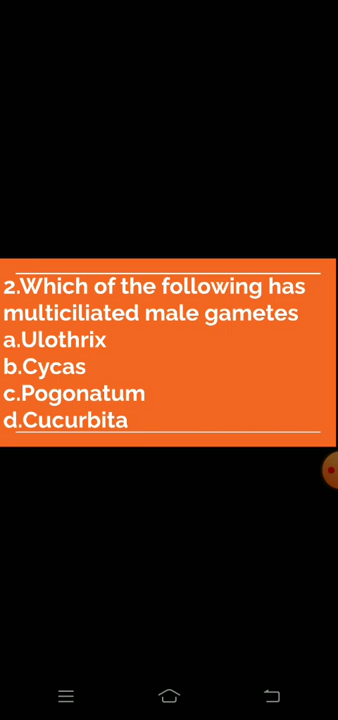 2.Which of the following has
multiciliated male gametes
a.Ulothrix
b.Cycas
c.Pogonatum
d.Cucurbita